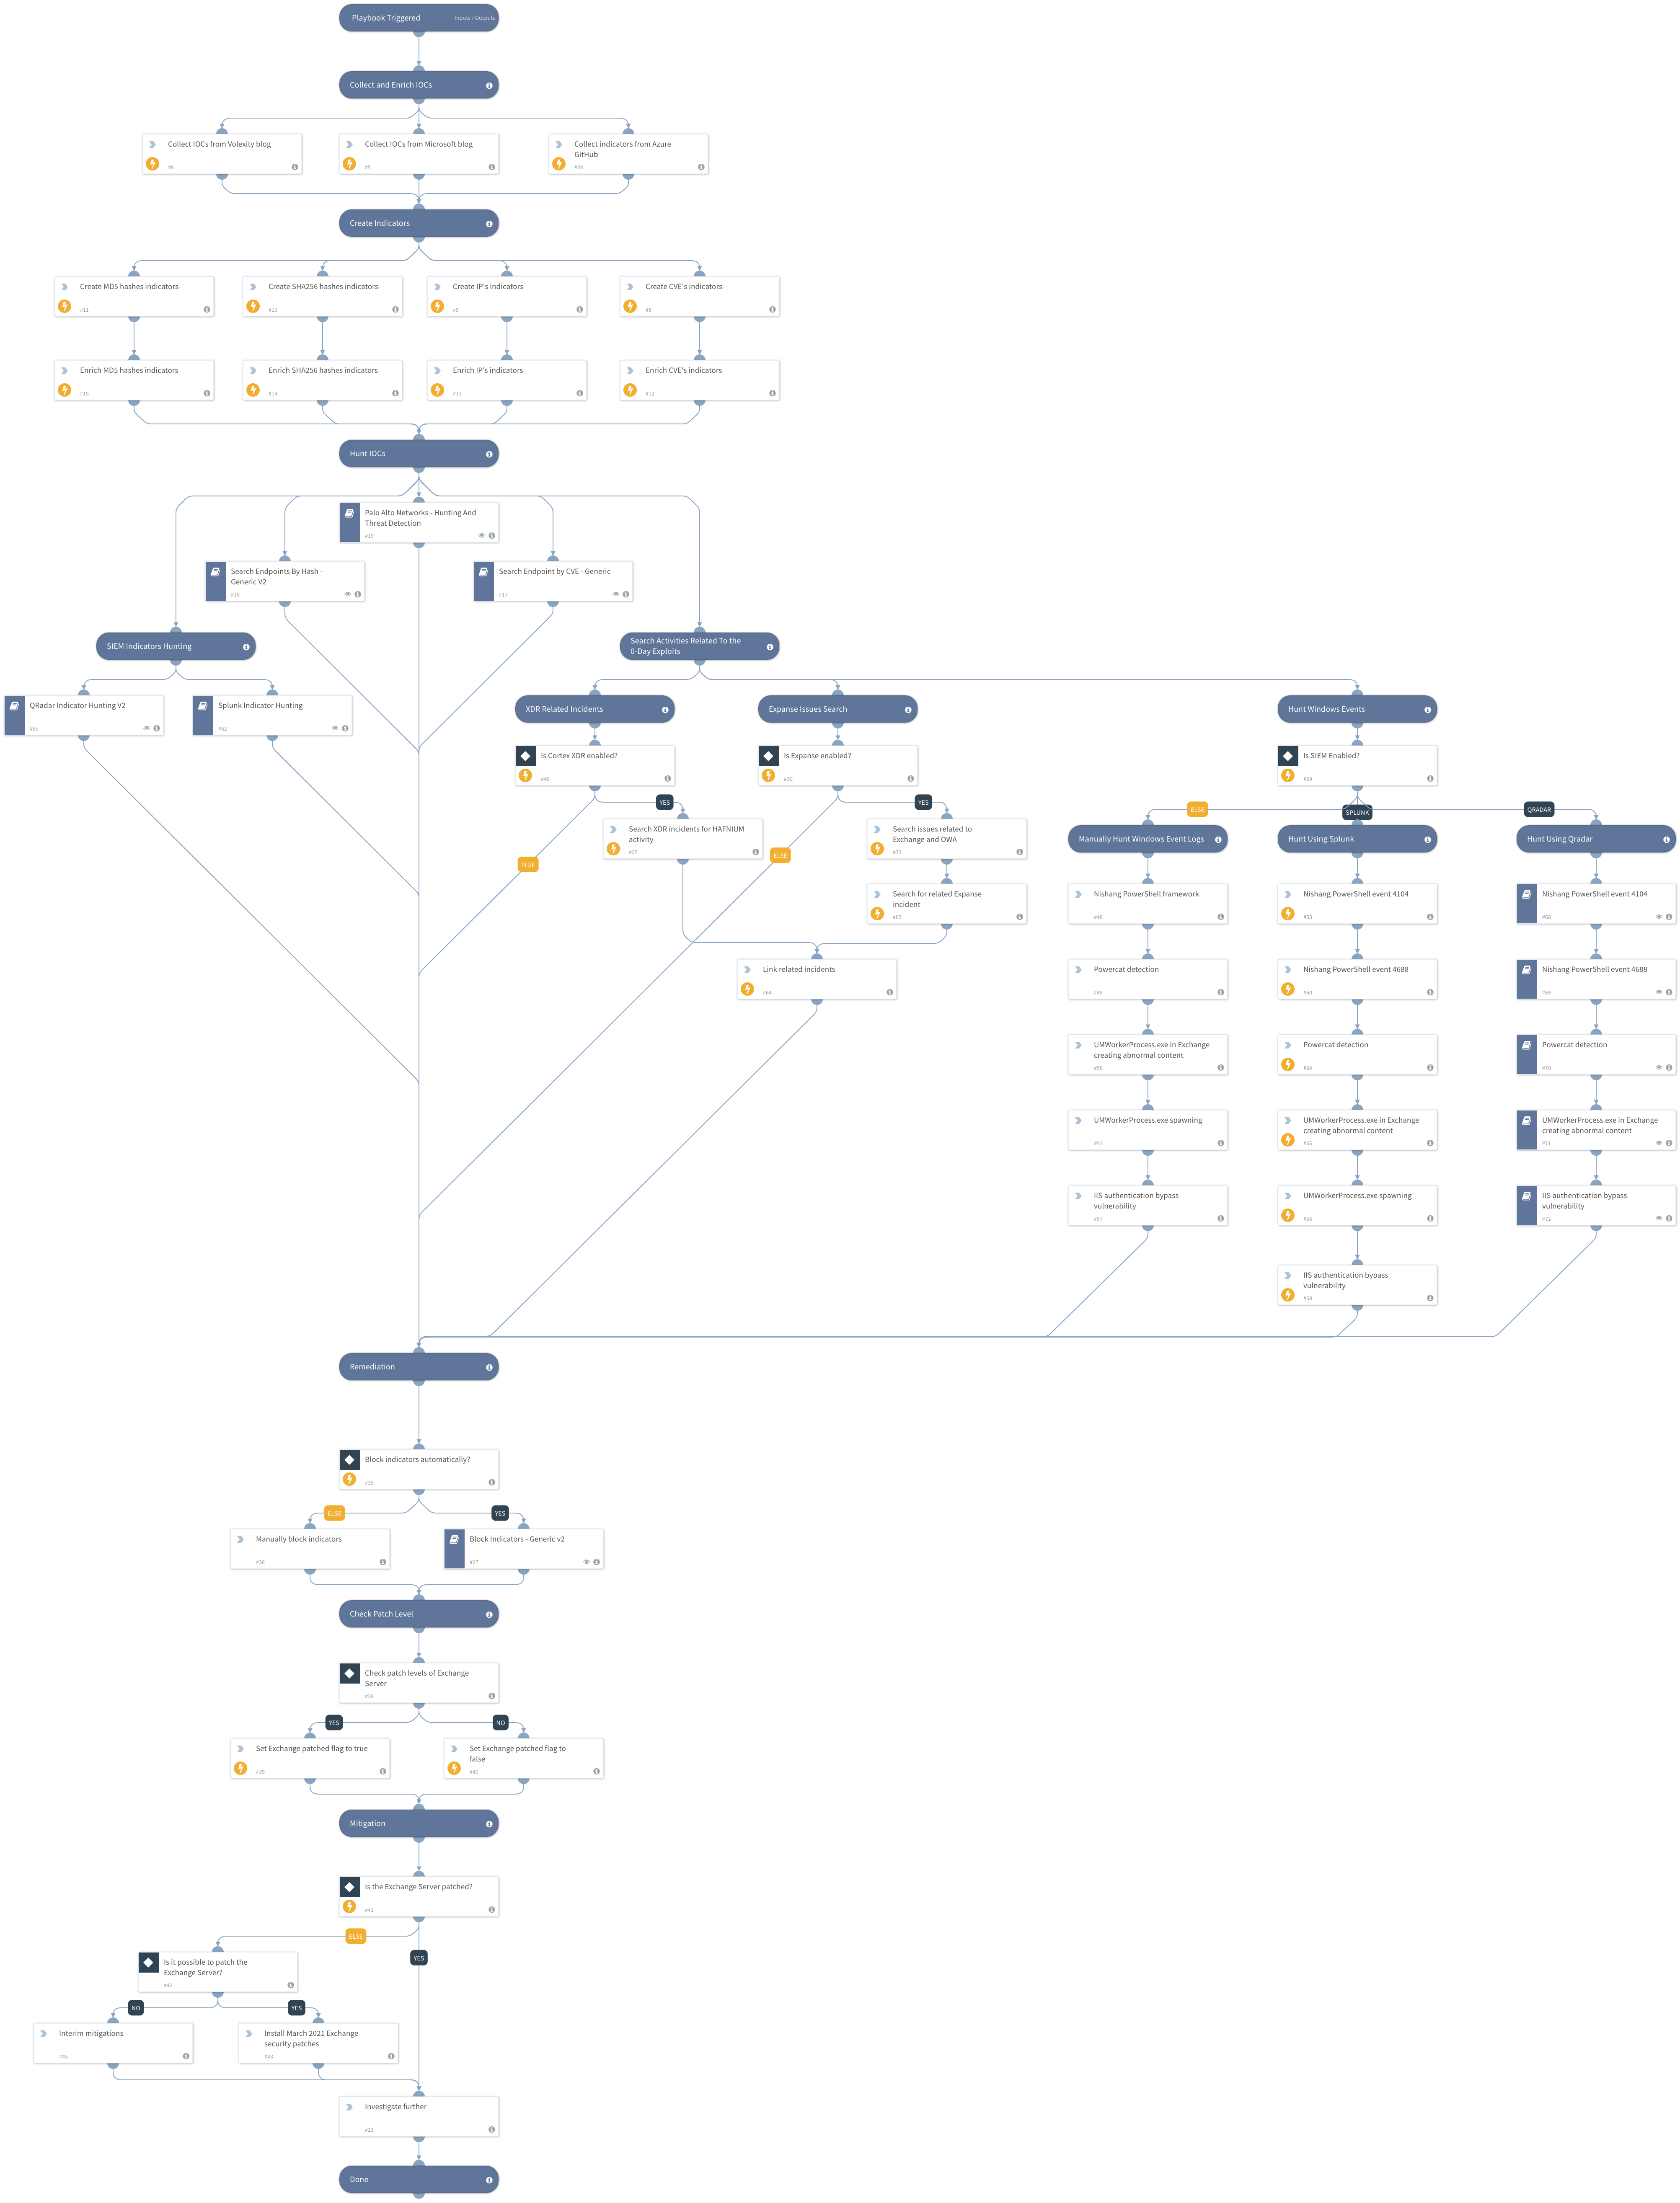 Playbook Triggered
Inputs / Outputs
Collect and Enrich IOCs
Collect IOCs from Volexity blog
#6
Collect IOCs from Microsoft blog
#5
Collect indicators from Azure
GitHub
#34
Create Indicators
Create MD5 hashes indicators
#11
Create SHA256 hashes indicators
#10
Create IP's indicators
#9
Create CVE's indicators
#8
Enrich MD5 hashes indicators
#15
Enrich SHA256 hashes indicators
#14
Enrich IP's indicators
#13
Enrich CVE's indicators
#12
Hunt IOCs
Palo Alto Networks - Hunting And
Threat Detection
#19
Search Endpoints By Hash -
Generic V2
#18
Search Endpoint by CVE - Generic
#17
SIEM Indicators Hunting
Search Activities Related To the
0-Day Exploits
QRadar Indicator Hunting V2
#65
Splunk Indicator Hunting
#62
XDR Related Incidents
Expanse Issues Search
Hunt Windows Events
Is Cortex XDR enabled?
#46
Is Expanse enabled?
#30
Is SIEM Enabled?
#59
YES
YES
ELSE
SPLUNK
QRADAR
Search XDR incidents for HAFNIUM
activity
#25
Search issues related to
Exchange and OWA
#33
Manually Hunt Windows Event Logs
Hunt Using Splunk
Hunt Using Qradar
ELSE
ELSE
Search for related Expanse
incident
#63
Nishang PowerShell framework
#48
Nishang PowerShell event 4104
#53
Nishang PowerShell event 4104
#68
Link related incidents
#64
Powercat detection
#49
Nishang PowerShell event 4688
#60
Nishang PowerShell event 4688
#69
UMWorkerProcess.exe in Exchange
creating abnormal content
#50
Powercat detection
#54
Powercat detection
#70
UMWorkerProcess.exe spawning
#51
UMWorkerProcess.exe in Exchange
creating abnormal content
#55
UMWorkerProcess.exe in Exchange
creating abnormal content
#71
IIS authentication bypass
vulnerability
#57
UMWorkerProcess.exe spawning
#56
IIS authentication bypass
vulnerability
#72
IIS authentication bypass
vulnerability
#58
Remediation
Block indicators automatically?
#35
ELSE
YES
Manually block indicators
#36
Block Indicators - Generic v2
#27
Check Patch Level
Check patch levels of Exchange
Server
#38
YES
NO
Set Exchange patched flag to true
#39
Set Exchange patched flag to
false
#40
Mitigation
Is the Exchange Server patched?
#41
ELSE
YES
Is it possible to patch the
Exchange Server?
#42
NO
YES
Interim mitigations
#45
Install March 2021 Exchange
security patches
#43
Investigate further
#23
Done